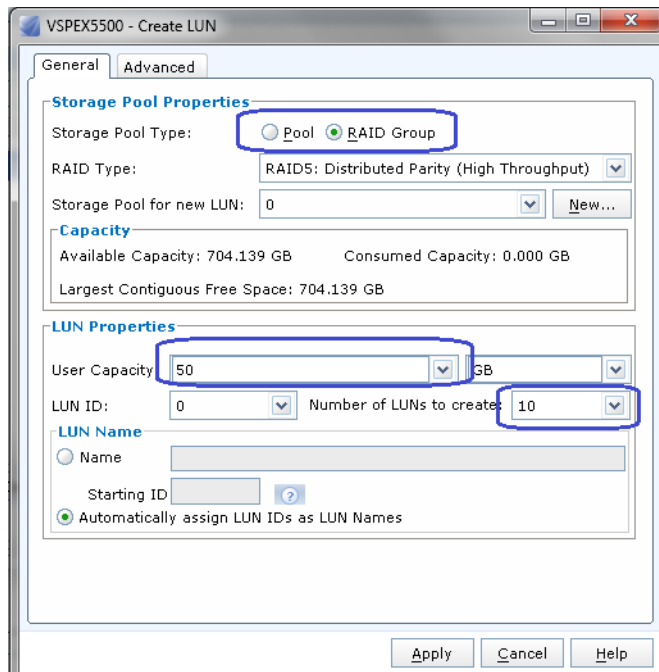 VSPEX5500 - Create LUN
General Advanced
Storage Pool Properties
Storage Pool Type: Pool RAID Group
RAID Type: RAID5: Distributed Parity (High Throughput)
Storage Pool for new LUN: 0 New...
Capacity
Available Capacity: 704.139 GB Consumed Capacity: 0.000 GB
Largest Contiguous Free Space: 704.139 GB
LUN Properties
User Capacity 50 GB
LUN ID: 0 Number of LUNs to create: 10
LUN Name
Name
Starting ID ?
Automatically assign LUN IDs as LUN Names
Apply Cancel Help